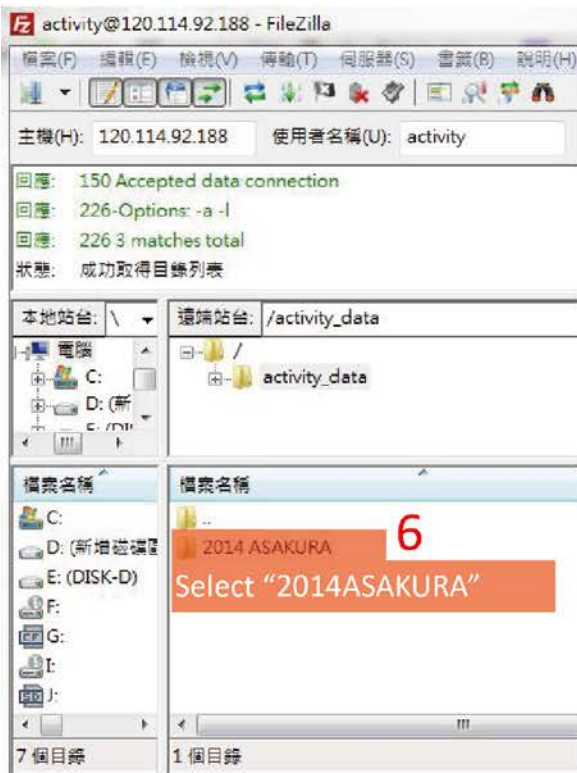 activity@120.114.92.188 - FileZilla
檔案(F) 編輯(E) 檢視(V) 傳輸(T) 伺服器(S) 書籤(B) 說明(H)
主機(H): 120.114.92.188 使用者名稱(U): activity
回應: 150 Accepted data connection
回應: 226-Options: -a -l
回應: 226 3 matches total
狀態: 成功取得目錄列表
本地站台: \ 遠端站台: /activity_data
電腦 /
C: activity_data
D: (新
檔案名稱 檔案名稱
C: ..
D: (新增磁碟區 2014 ASAKURA 6
E: (DISK-D) Select “2014ASAKURA”
F:
G:
I:
J:
7 個目錄 1 個目錄